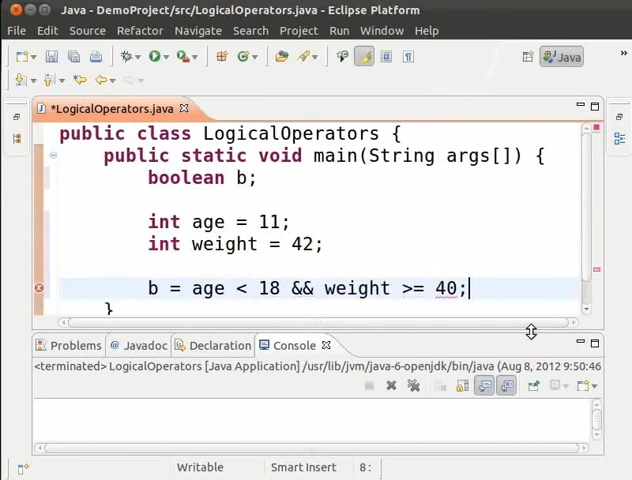 Java - DemoProject/src/LogicalOperators.java - Eclipse Platform
File Edit Source Refactor Navigate Search Project Run Window Help
Java »
*LogicalOperators.java
public class LogicalOperators {
public static void main(String args[]) {
boolean b;
int age = 11;
int weight = 42;
b = age < 18 && weight >= 40;
}
Problems @ Javadoc Declaration Console
<terminated> LogicalOperators [Java Application] /usr/lib/jvm/java-6-openjdk/bin/java (Aug 8, 2012 9:50:46
Writable Smart Insert 8 :